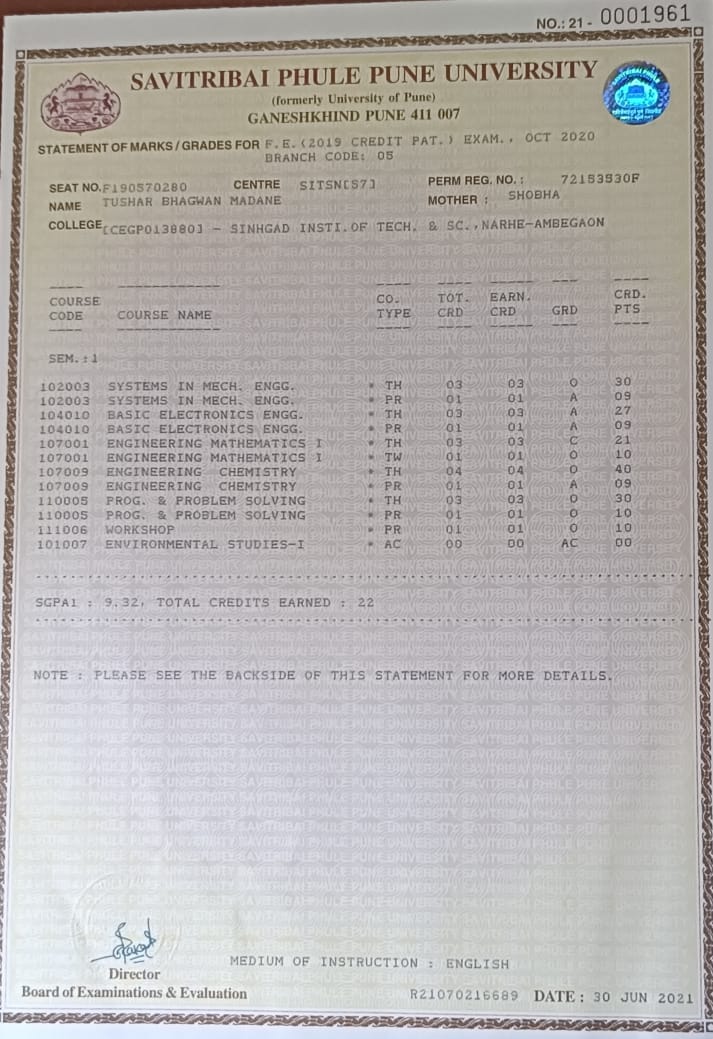 NO.: 21 - 0001961
SAVITRIBAI PHULE PUNE UNIVERSITY
(formerly University of Pune)
GANESHKHIND PUNE 411 007
STATEMENT OF MARKS / GRADES FOR F.E.(2019 CREDIT PAT.) EXAM., OCT 2020
BRANCH CODE: 05
SEAT NO. F190570280 CENTRE SITSN[S7] PERM REG. NO. : 72153530F
NAME TUSHAR BHAGWAN MADANE MOTHER : SHOBHA
COLLEGE [CEGP013880] - SINHGAD INSTI.OF TECH. & SC.,NARHE-AMBEGAON
COURSE CODE COURSE NAME CO. TYPE TOT. CRD EARN. CRD GRD CRD. PTS
SEM.:1
102003 SYSTEMS IN MECH. ENGG. * TH 03 03 O 30
102003 SYSTEMS IN MECH. ENGG. * PR 01 01 A 09
104010 BASIC ELECTRONICS ENGG. * TH 03 03 A 27
104010 BASIC ELECTRONICS ENGG. * PR 01 01 A 09
107001 ENGINEERING MATHEMATICS I * TH 03 03 C 21
107001 ENGINEERING MATHEMATICS I * TW 01 01 O 10
107009 ENGINEERING CHEMISTRY * TH 04 04 O 40
107009 ENGINEERING CHEMISTRY * PR 01 01 A 09
110005 PROG. & PROBLEM SOLVING * TH 03 03 O 30
110005 PROG. & PROBLEM SOLVING * PR 01 01 O 10
111006 WORKSHOP * PR 01 01 O 10
101007 ENVIRONMENTAL STUDIES-I * AC 00 00 AC 00
SGPA1 : 9.32, TOTAL CREDITS EARNED : 22
NOTE : PLEASE SEE THE BACKSIDE OF THIS STATEMENT FOR MORE DETAILS.
MEDIUM OF INSTRUCTION : ENGLISH
Director
Board of Examinations & Evaluation
R21070216689 DATE : 30 JUN 2021